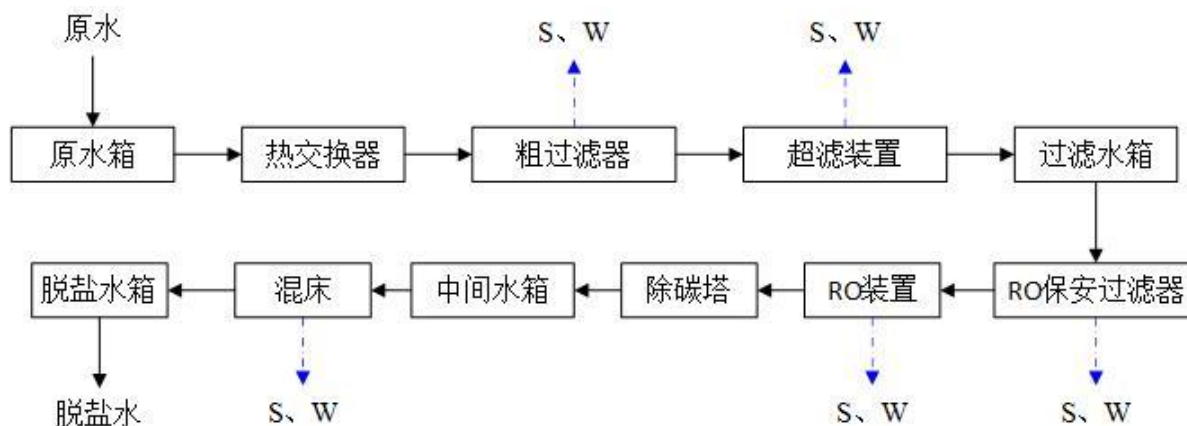 原水
S、W
S、W
原水箱
热交换器
粗过滤器
超滤装置
过滤水箱
脱盐水箱
混床
中间水箱
除碳塔
RO装置
RO保安过滤器
脱盐水
S、W
S、W
S、W